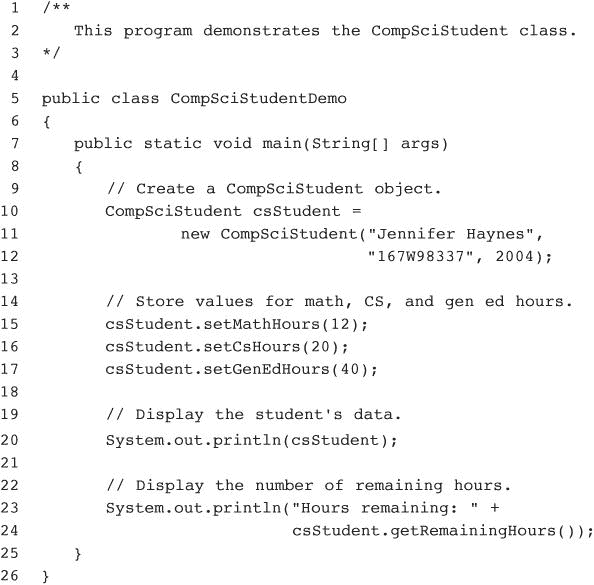 1 /**
2 This program demonstrates the CompSciStudent class.
3 */
4
5 public class CompSciStudentDemo
6 {
7 public static void main(String[] args)
8 {
9 // Create a CompSciStudent object.
10 CompSciStudent csStudent =
11 new CompSciStudent("Jennifer Haynes",
12 "167W98337", 2004);
13
14 // Store values for math, CS, and gen ed hours.
15 csStudent.setMathHours(12);
16 csStudent.setCsHours(20);
17 csStudent.setGenEdHours(40);
18
19 // Display the student's data.
20 System.out.println(csStudent);
21
22 // Display the number of remaining hours.
23 System.out.println("Hours remaining: " +
24 csStudent.getRemainingHours());
25 }
26 }